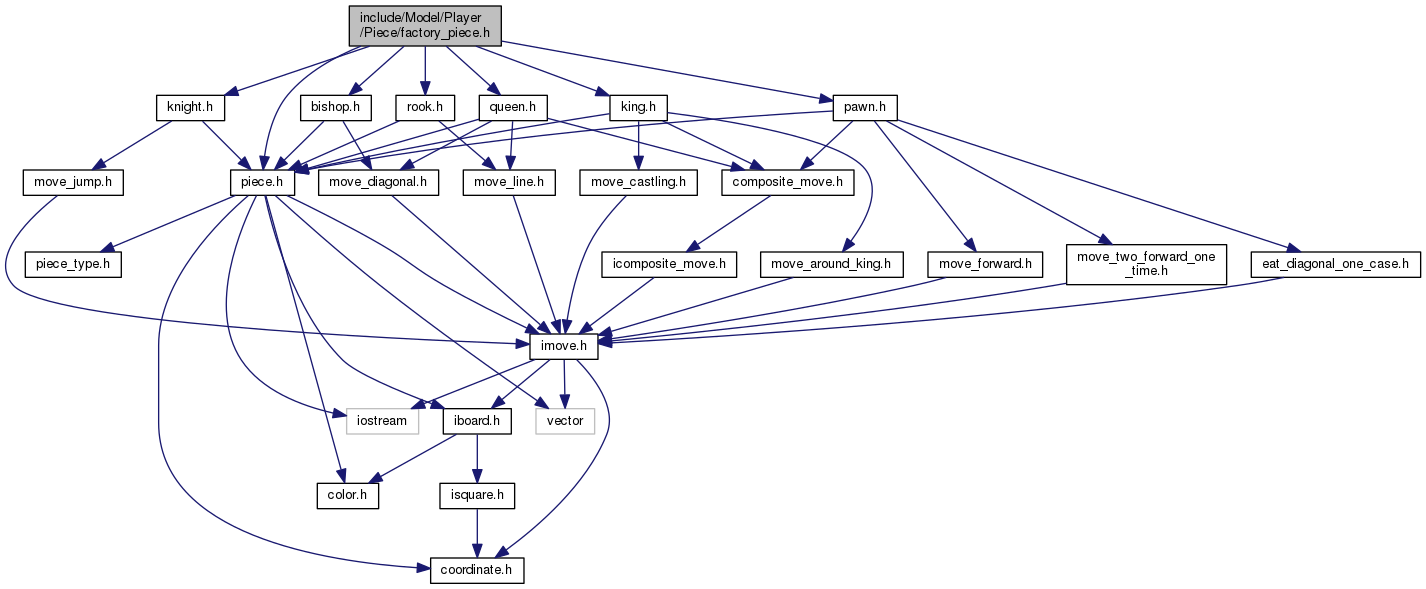 include/Model/Player
/Piece/factory_piece.h
knight.h
bishop.h
rook.h
queen.h
king.h
pawn.h
move_jump.h
piece.h
move_diagonal.h
move_line.h
move_castling.h
composite_move.h
piece_type.h
icomposite_move.h
move_around_king.h
move_forward.h
move_two_forward_one
_time.h
eat_diagonal_one_case.h
imove.h
iostream
iboard.h
vector
color.h
isquare.h
coordinate.h